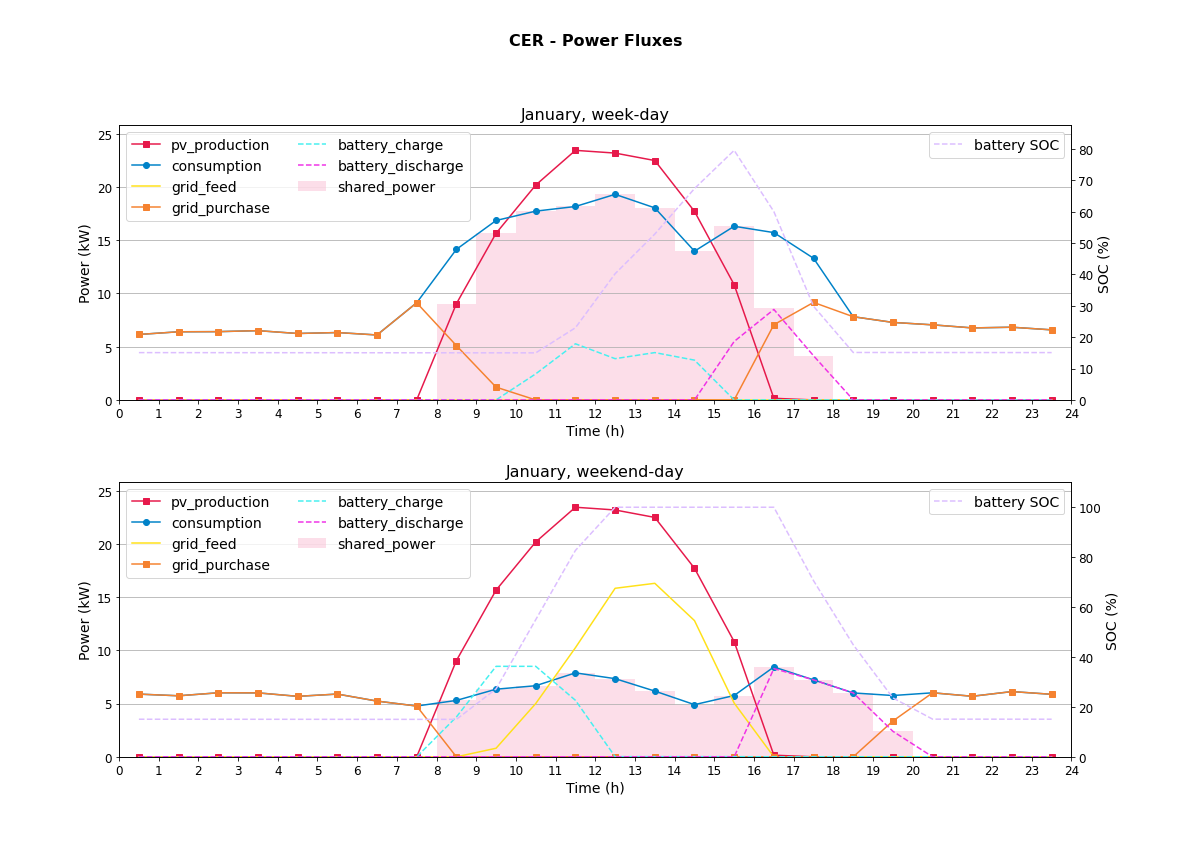 CER - Power Fluxes
January, week-day
pv_production
consumption
grid_feed
grid_purchase
battery_charge
battery_discharge
shared_power
battery SOC
25
20
15
10
5
0
Power (kW)
80
70
60
50
40
30
20
10
0
SOC (%)
0 1 2 3 4 5 6 7 8 9 10 11 12 13 14 15 16 17 18 19 20 21 22 23 24
Time (h)
January, weekend-day
pv_production
consumption
grid_feed
grid_purchase
battery_charge
battery_discharge
shared_power
battery SOC
25
20
15
10
5
0
Power (kW)
100
80
60
40
20
0
SOC (%)
0 1 2 3 4 5 6 7 8 9 10 11 12 13 14 15 16 17 18 19 20 21 22 23 24
Time (h)